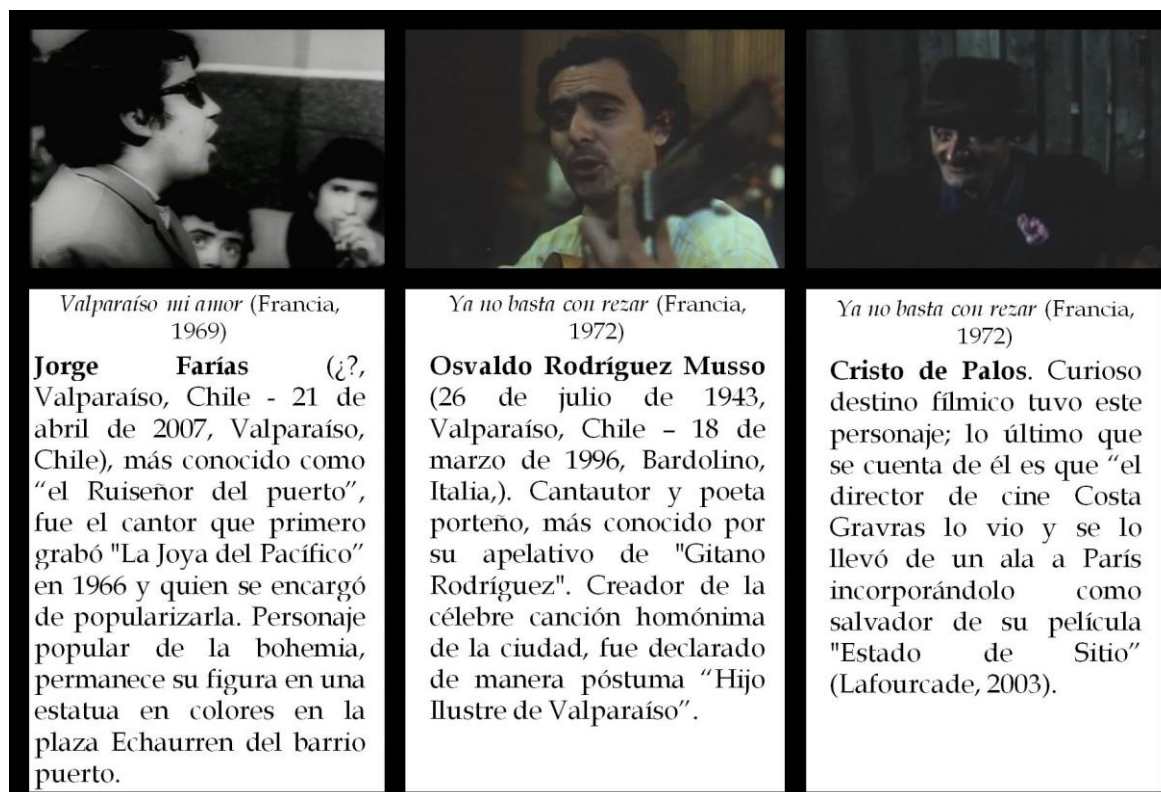 Valparaíso mi amor (Francia,
1969)
Jorge Farías (¿?,
Valparaíso, Chile - 21 de
abril de 2007, Valparaíso,
Chile), más conocido como
“el Ruiseñor del puerto”,
fue el cantor que primero
grabó "La Joya del Pacífico”
en 1966 y quien se encargó
de popularizarla. Personaje
popular de la bohemia,
permanece su figura en una
estatua en colores en la
plaza Echaurren del barrio
puerto.
Ya no basta con rezar (Francia,
1972)
Osvaldo Rodríguez Musso
(26 de julio de 1943,
Valparaíso, Chile – 18 de
marzo de 1996, Bardolino,
Italia,). Cantautor y poeta
porteño, más conocido por
su apelativo de "Gitano
Rodríguez". Creador de la
célebre canción homónima
de la ciudad, fue declarado
de manera póstuma “Hijo
Ilustre de Valparaíso”.
Ya no basta con rezar (Francia,
1972)
Cristo de Palos. Curioso
destino fílmico tuvo este
personaje; lo último que
se cuenta de él es que “el
director de cine Costa
Gravras lo vio y se lo
llevó de un ala a París
incorporándolo como
salvador de su película
"Estado de Sitio”
(Lafourcade, 2003).